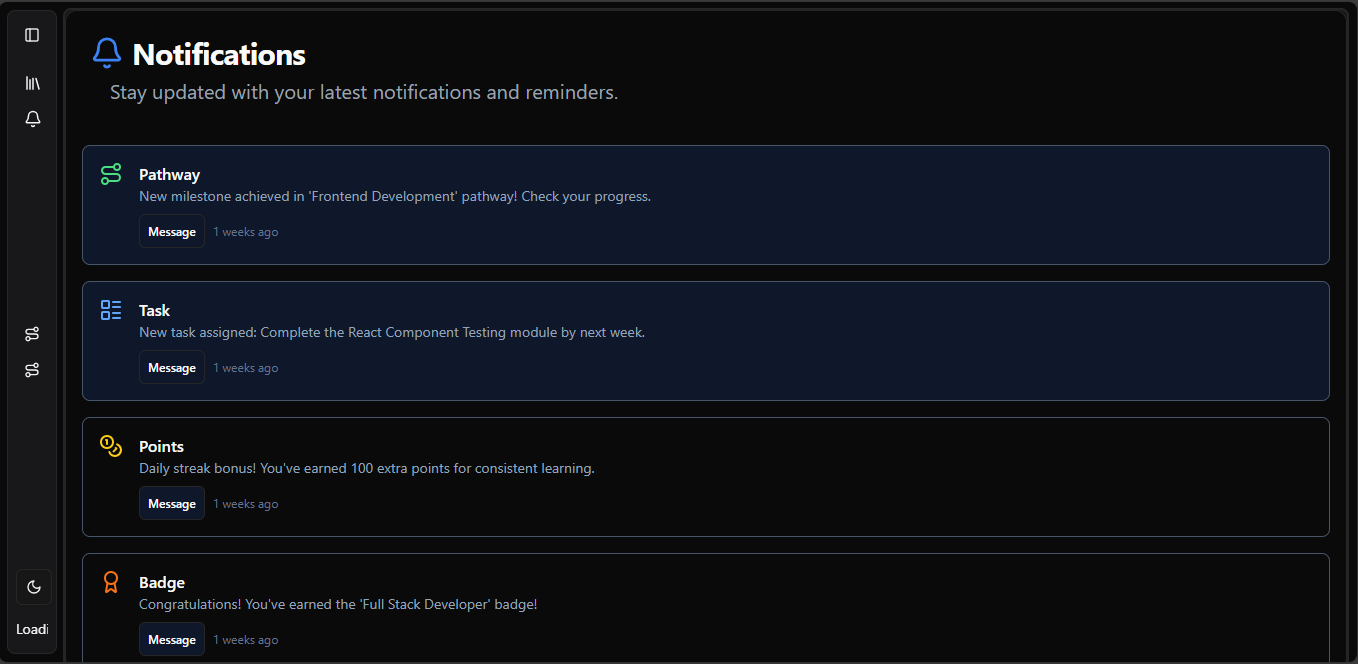 Notifications
Stay updated with your latest notifications and reminders.
Pathway
New milestone achieved in 'Frontend Development' pathway! Check your progress.
Message 1 weeks ago
Task
New task assigned: Complete the React Component Testing module by next week.
Message 1 weeks ago
Points
Daily streak bonus! You've earned 100 extra points for consistent learning.
Message 1 weeks ago
Badge
Congratulations! You've earned the 'Full Stack Developer' badge!
Message 1 weeks ago
Loadi